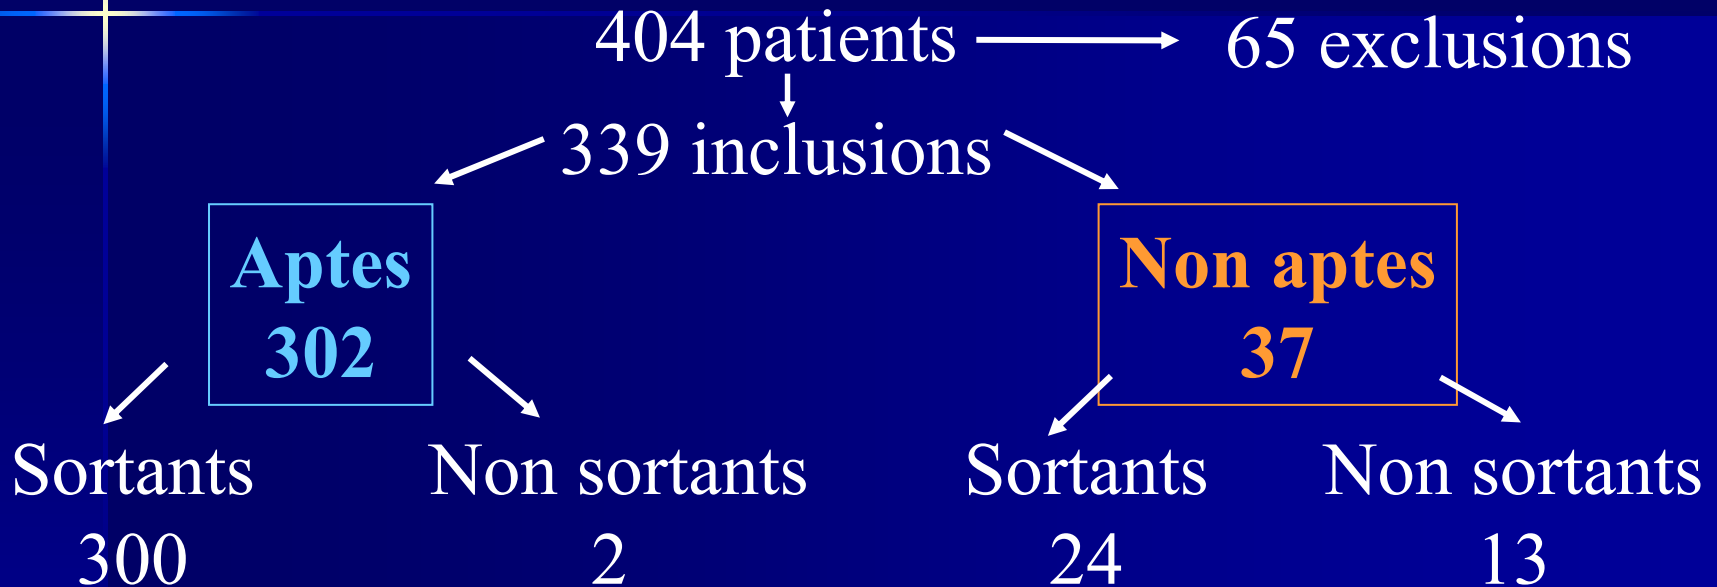 404 patients
65 exclusions
339 inclusions
Aptes
302
Non aptes
37
Sortants
300
Non sortants
2
Sortants
24
Non sortants
13